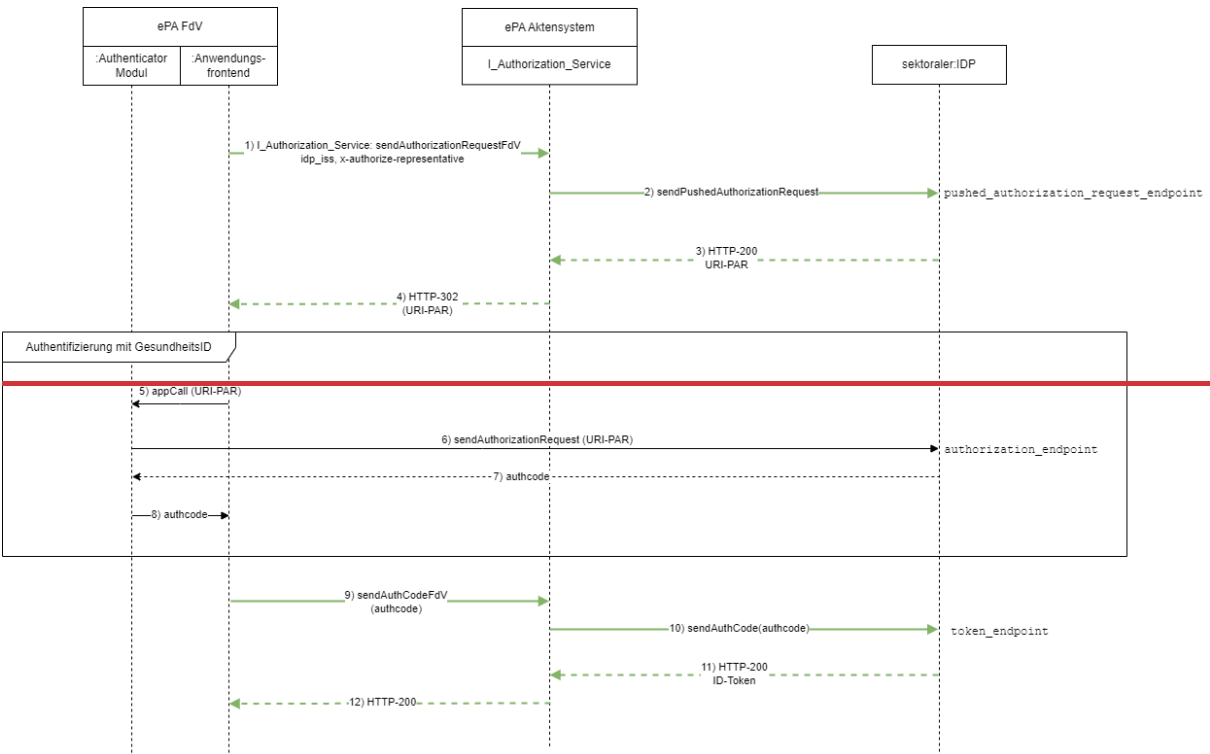 ePA FdV
:Authenticator
Modul
:Anwendungs-
frontend
ePA Aktensystem
I_Authorization_Service
sektoraler:IDP
1) I_Authorization_Service: sendAuthorizationRequestFdV
idp_iss, x-authorize-representative
2) sendPushedAuthorizationRequest
pushed_authorization_request_endpoint
3) HTTP-200
URI-PAR
4) HTTP-302
(URI-PAR)
Authentifizierung mit GesundheitsID
5) appCall (URI-PAR)
6) sendAuthorizationRequest (URI-PAR)
authorization_endpoint
7) authcode
8) authcode
9) sendAuthCodeFdV
(authcode)
10) sendAuthCode(authcode)
token_endpoint
11) HTTP-200
ID-Token
12) HTTP-200